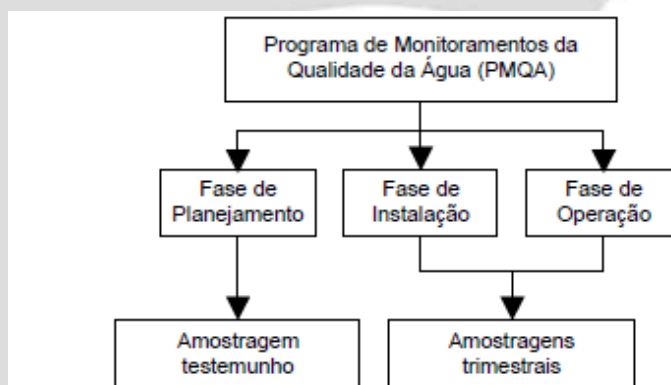 Programa de Monitoramentos da
Qualidade da Água (PMQA)
Fase de
Planejamento
Fase de
Instalação
Fase de
Operação
Amostragem
testemunho
Amostragens
trimestrais